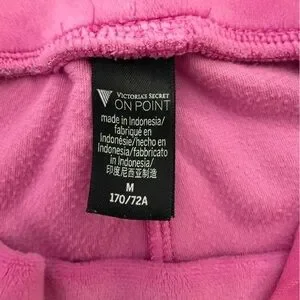 VICTORIA'S SECRET
ON POINT
made in Indonesia/
fabriqué en
Indonésie/hecho en
Indonesia/fabbricato
in Indonesia/
印度尼西亚制造
M
170/72A